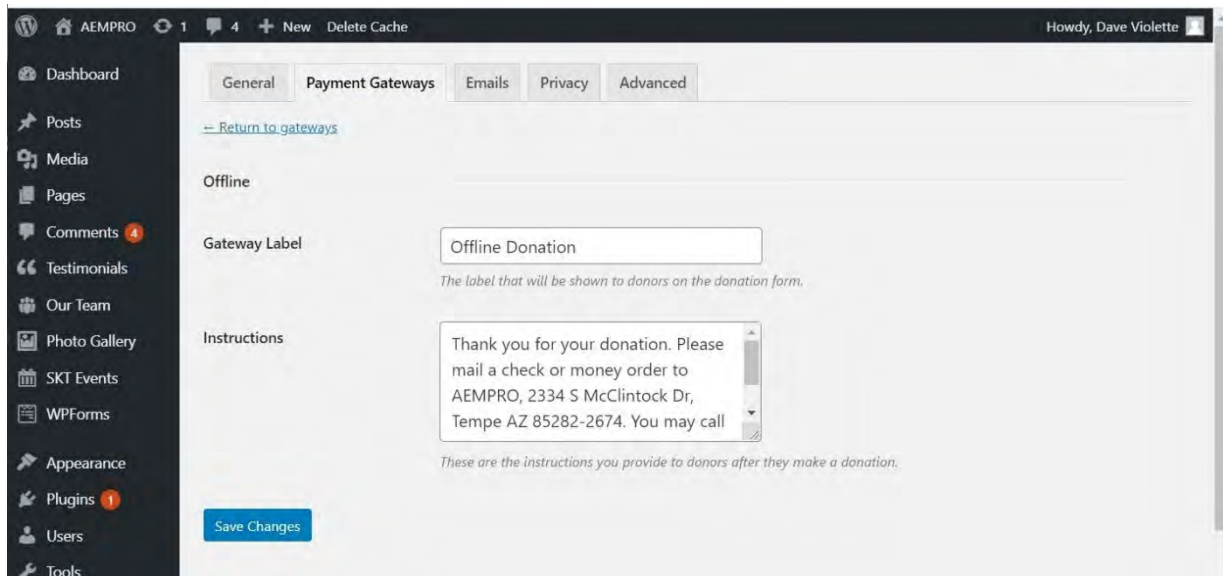 AEMPRO 1 4 New Delete Cache Howdy, Dave Violette
Dashboard
Posts
Media
Pages
Comments 4
Testimonials
Our Team
Photo Gallery
SKT Events
WPForms
Appearance
Plugins 1
Users
Tools
General Payment Gateways Emails Privacy Advanced
← Return to gateways
Offline
Gateway Label
Offline Donation
The label that will be shown to donors on the donation form.
Instructions
Thank you for your donation. Please
mail a check or money order to
AEMPRO, 2334 S McClintock Dr,
Tempe AZ 85282-2674. You may call
These are the instructions you provide to donors after they make a donation.
Save Changes